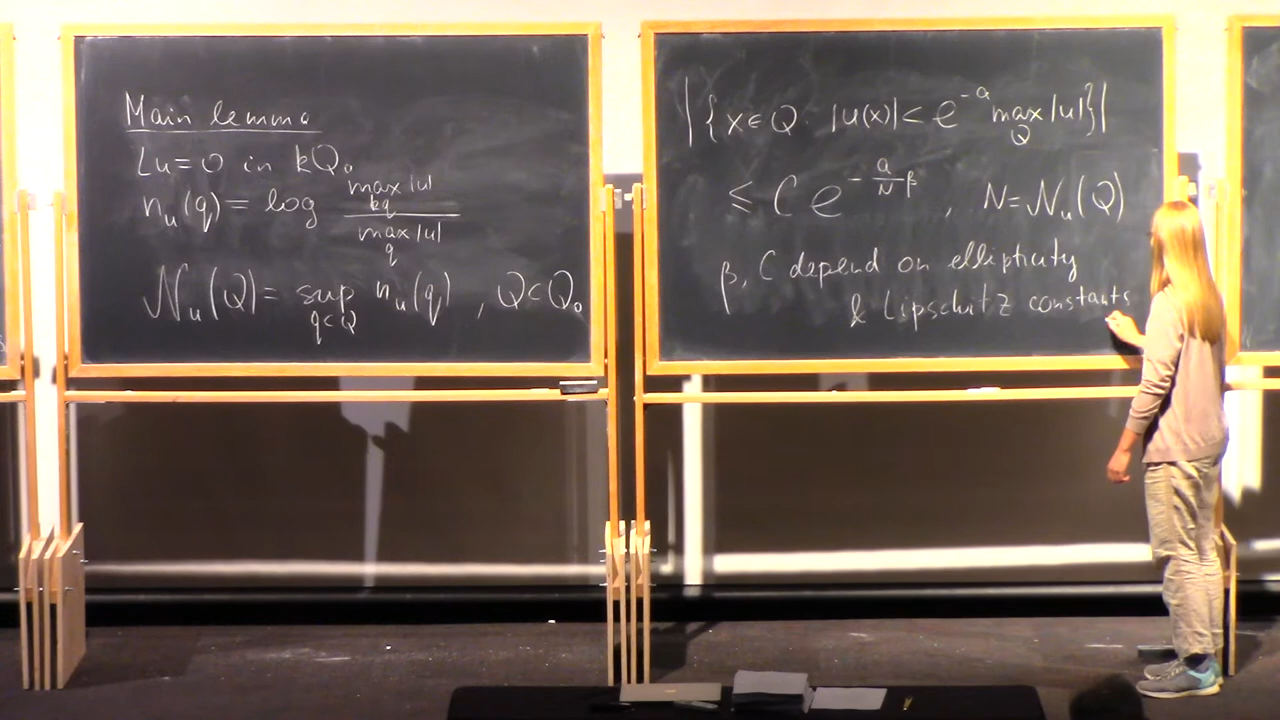 Main lemma
Lu=0 in kQ₀
n_u(q) = log max_{kq} |u| / max_q |u|
𝒩_u(Q) = sup_{q⊂Q} n_u(q) , Q⊂Q₀
|{x∈Q : |u(x)| < e^{-a} max_Q |u|}|
≤ C e^{-\frac{a}{N} β} , N = 𝒩_u(Q)
β, C depend on ellipticity
& Lipschitz constants